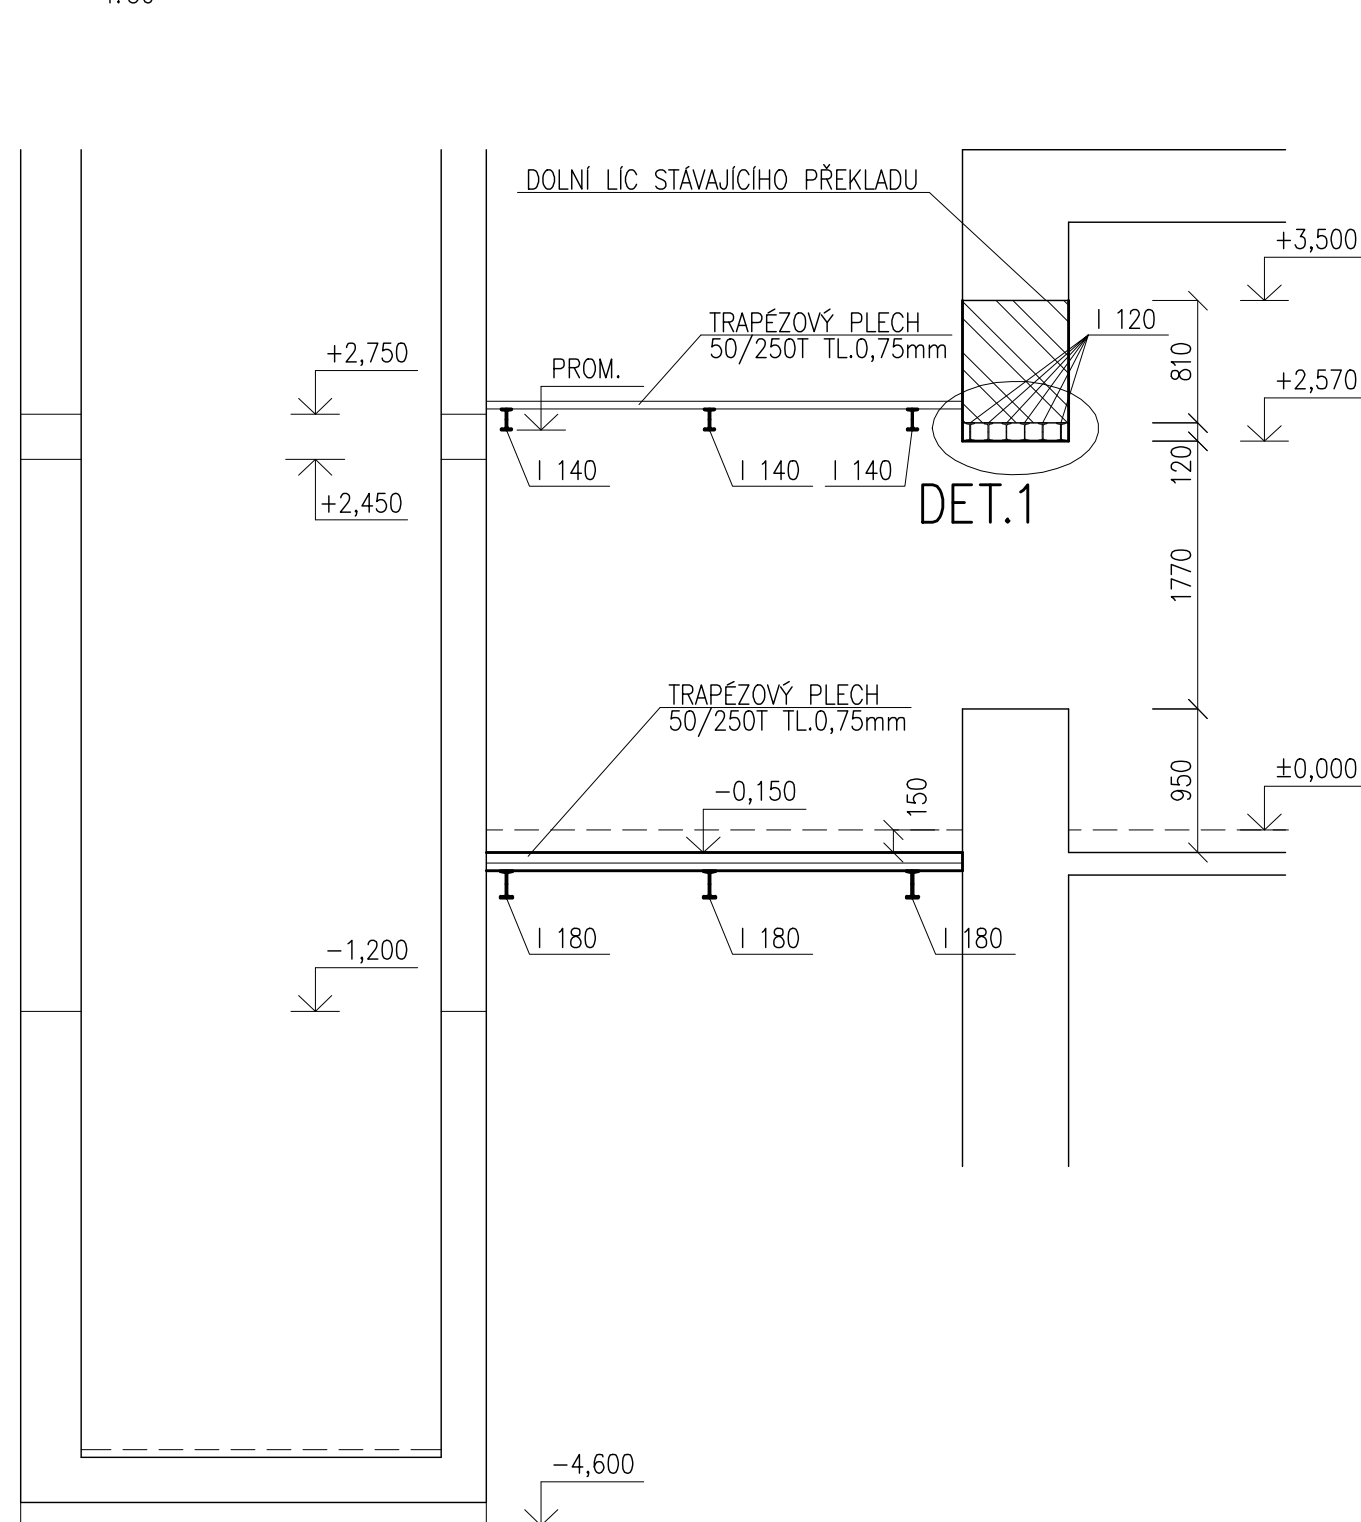 DOLNÍ LÍC STÁVAJÍCÍHO PŘEKLADU
+3,500
TRAPÉZOVÝ PLECH
50/250T TL.0,75mm
I 120
+2,750
PROM.
810
+2,570
I 140
I 140
I 140
120
+2,450
DET.1
1770
TRAPÉZOVÝ PLECH
50/250T TL.0,75mm
-0,150
150
950
±0,000
I 180
I 180
I 180
-1,200
-4,600